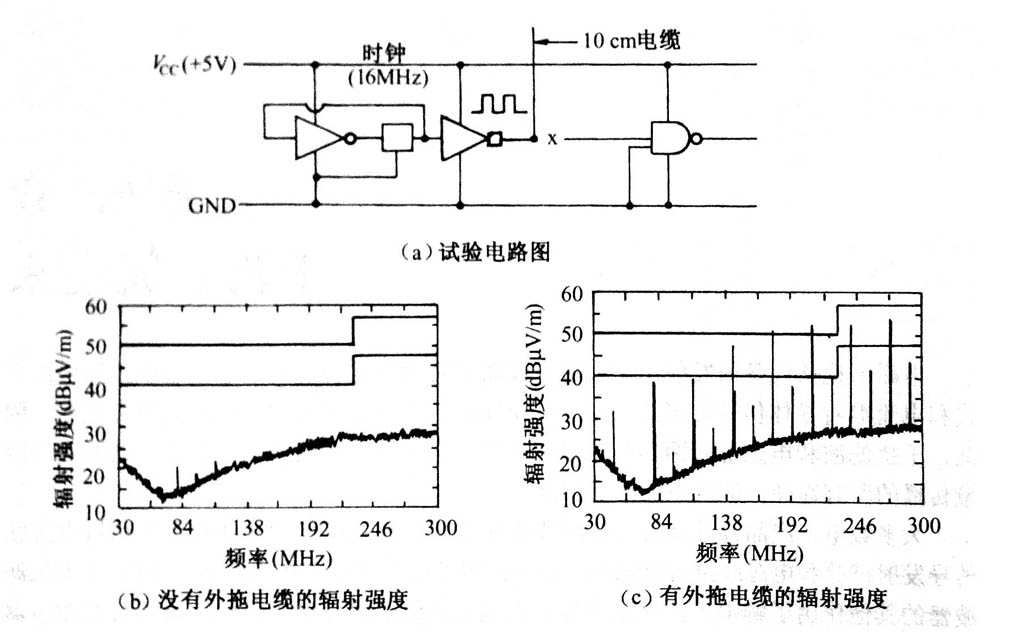 10 cm电缆
时钟
V_CC (+5V)
(16MHz)
x
GND
(a) 试验电路图
辐射强度(dBμV/m)
60
50
40
30
20
10
30 84 138 192 246 300
频率(MHz)
(b) 没有外拖电缆的辐射强度
辐射强度(dBμV/m)
60
50
40
30
20
10
30 84 138 192 246 300
频率(MHz)
(c) 有外拖电缆的辐射强度